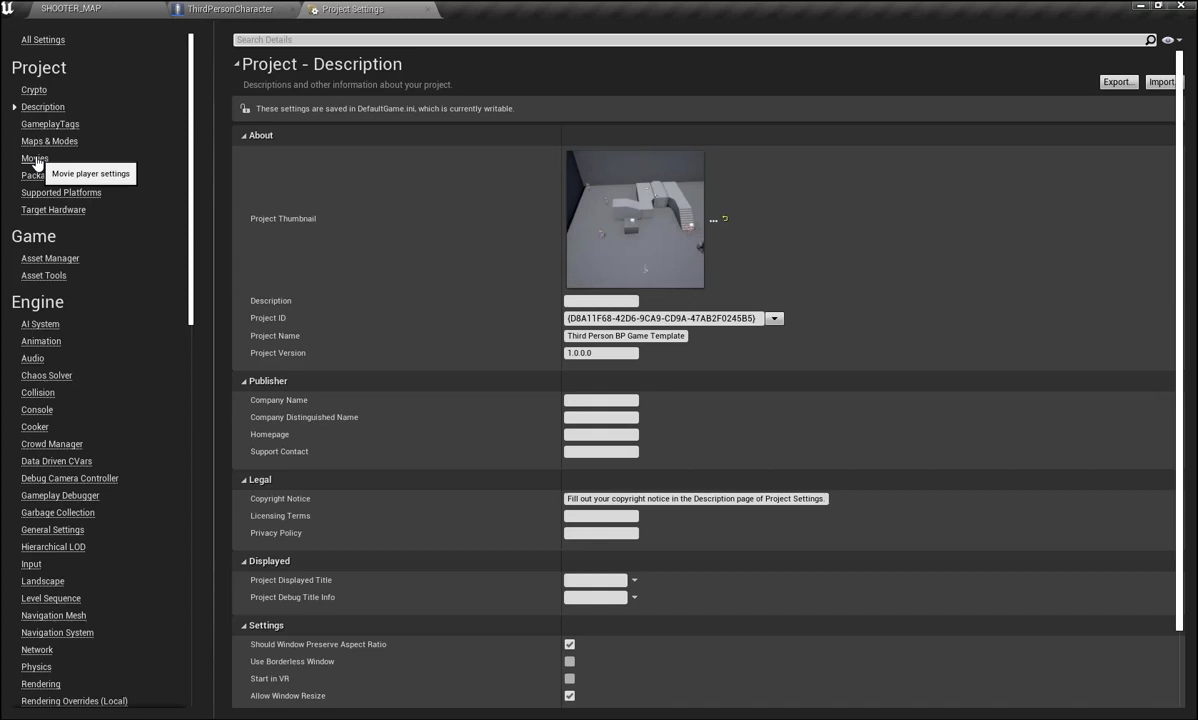 SHOOTER_MAP
ThirdPersonCharacter
Project Settings
All Settings
Project
Crypto
Description
GameplayTags
Maps & Modes
Movies
Movie player settings
Packa
Supported Platforms
Target Hardware
Game
Asset Manager
Asset Tools
Engine
AI System
Animation
Audio
Chaos Solver
Collision
Console
Cooker
Crowd Manager
Data Driven CVars
Debug Camera Controller
Gameplay Debugger
Garbage Collection
General Settings
Hierarchical LOD
Input
Landscape
Level Sequence
Navigation Mesh
Navigation System
Network
Physics
Rendering
Rendering Overrides (Local)
Search Details
Project - Description
Descriptions and other information about your project.
Export...
Import
These settings are saved in DefaultGame.ini, which is currently writable.
About
Project Thumbnail
Description
Project ID
{D8A11F68-42D6-9CA9-CD9A-47AB2F0245B5}
Project Name
Third Person BP Game Template
Project Version
1.0.0.0
Publisher
Company Name
Company Distinguished Name
Homepage
Support Contact
Legal
Copyright Notice
Fill out your copyright notice in the Description page of Project Settings.
Licensing Terms
Privacy Policy
Displayed
Project Displayed Title
Project Debug Title Info
Settings
Should Window Preserve Aspect Ratio
Use Borderless Window
Start in VR
Allow Window Resize